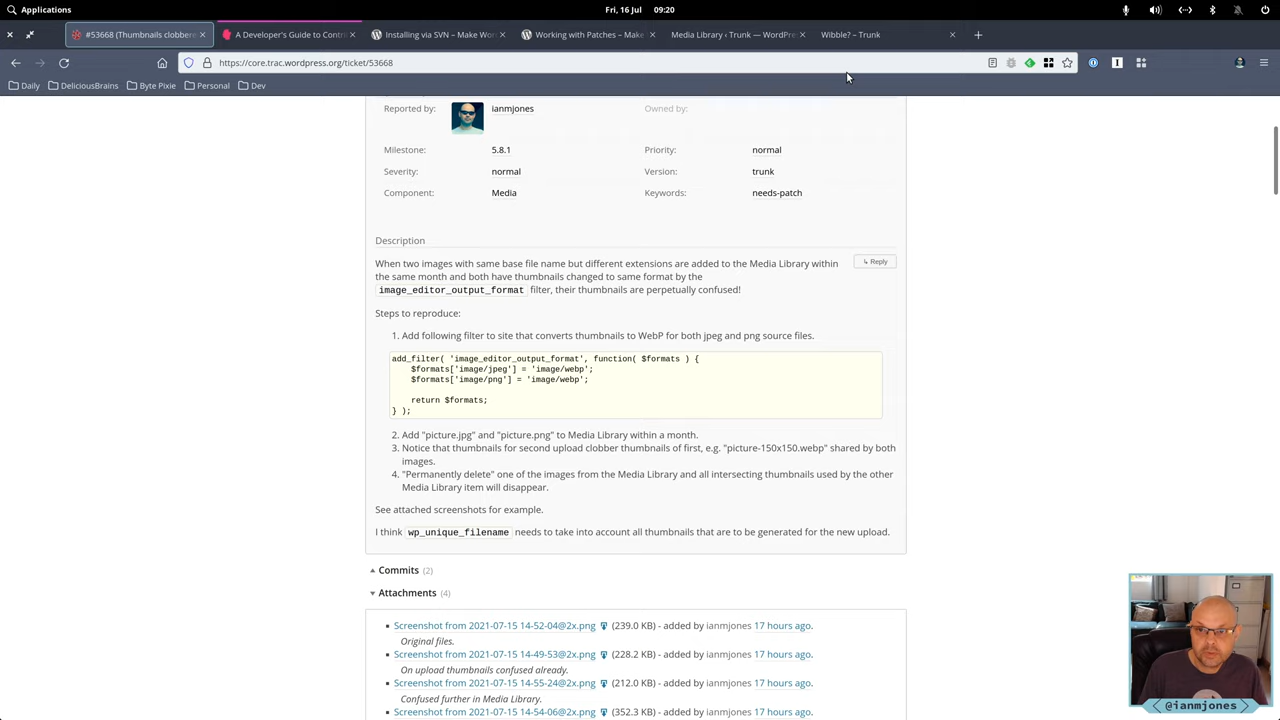 Applications
Fri, 16 Jul 09:20
#53668 (Thumbnails clobbere
A Developer's Guide to Contri
Installing via SVN – Make Wor
Working with Patches – Make
Media Library ‹ Trunk — WordPre
Wibble? – Trunk
https://core.trac.wordpress.org/ticket/53668
Daily
DeliciousBrains
Byte Pixie
Personal
Dev
Reported by: ianmjones Owned by:
Milestone: 5.8.1 Priority: normal
Severity: normal Version: trunk
Component: Media Keywords: needs-patch
Description
Reply
When two images with same base file name but different extensions are added to the Media Library within
the same month and both have thumbnails changed to same format by the
image_editor_output_format filter, their thumbnails are perpetually confused!
Steps to reproduce:
1. Add following filter to site that converts thumbnails to WebP for both jpeg and png source files.
add_filter( 'image_editor_output_format', function( $formats ) {
$formats['image/jpeg'] = 'image/webp';
$formats['image/png'] = 'image/webp';
return $formats;
} );
2. Add "picture.jpg" and "picture.png" to Media Library within a month.
3. Notice that thumbnails for second upload clobber thumbnails of first, e.g. "picture-150x150.webp" shared by both
images.
4. "Permanently delete" one of the images from the Media Library and all intersecting thumbnails used by the other
Media Library item will disappear.
See attached screenshots for example.
I think wp_unique_filename needs to take into account all thumbnails that are to be generated for the new upload.
Commits (2)
Attachments (4)
Screenshot from 2021-07-15 14-52-04@2x.png (239.0 KB) - added by ianmjones 17 hours ago.
Original files.
Screenshot from 2021-07-15 14-49-53@2x.png (228.2 KB) - added by ianmjones 17 hours ago.
On upload thumbnails confused already.
Screenshot from 2021-07-15 14-55-24@2x.png (212.0 KB) - added by ianmjones 17 hours ago.
Confused further in Media Library.
Screenshot from 2021-07-15 14-54-06@2x.png (352.3 KB) - added by ianmjones 17 hours ago.
@ianmjones